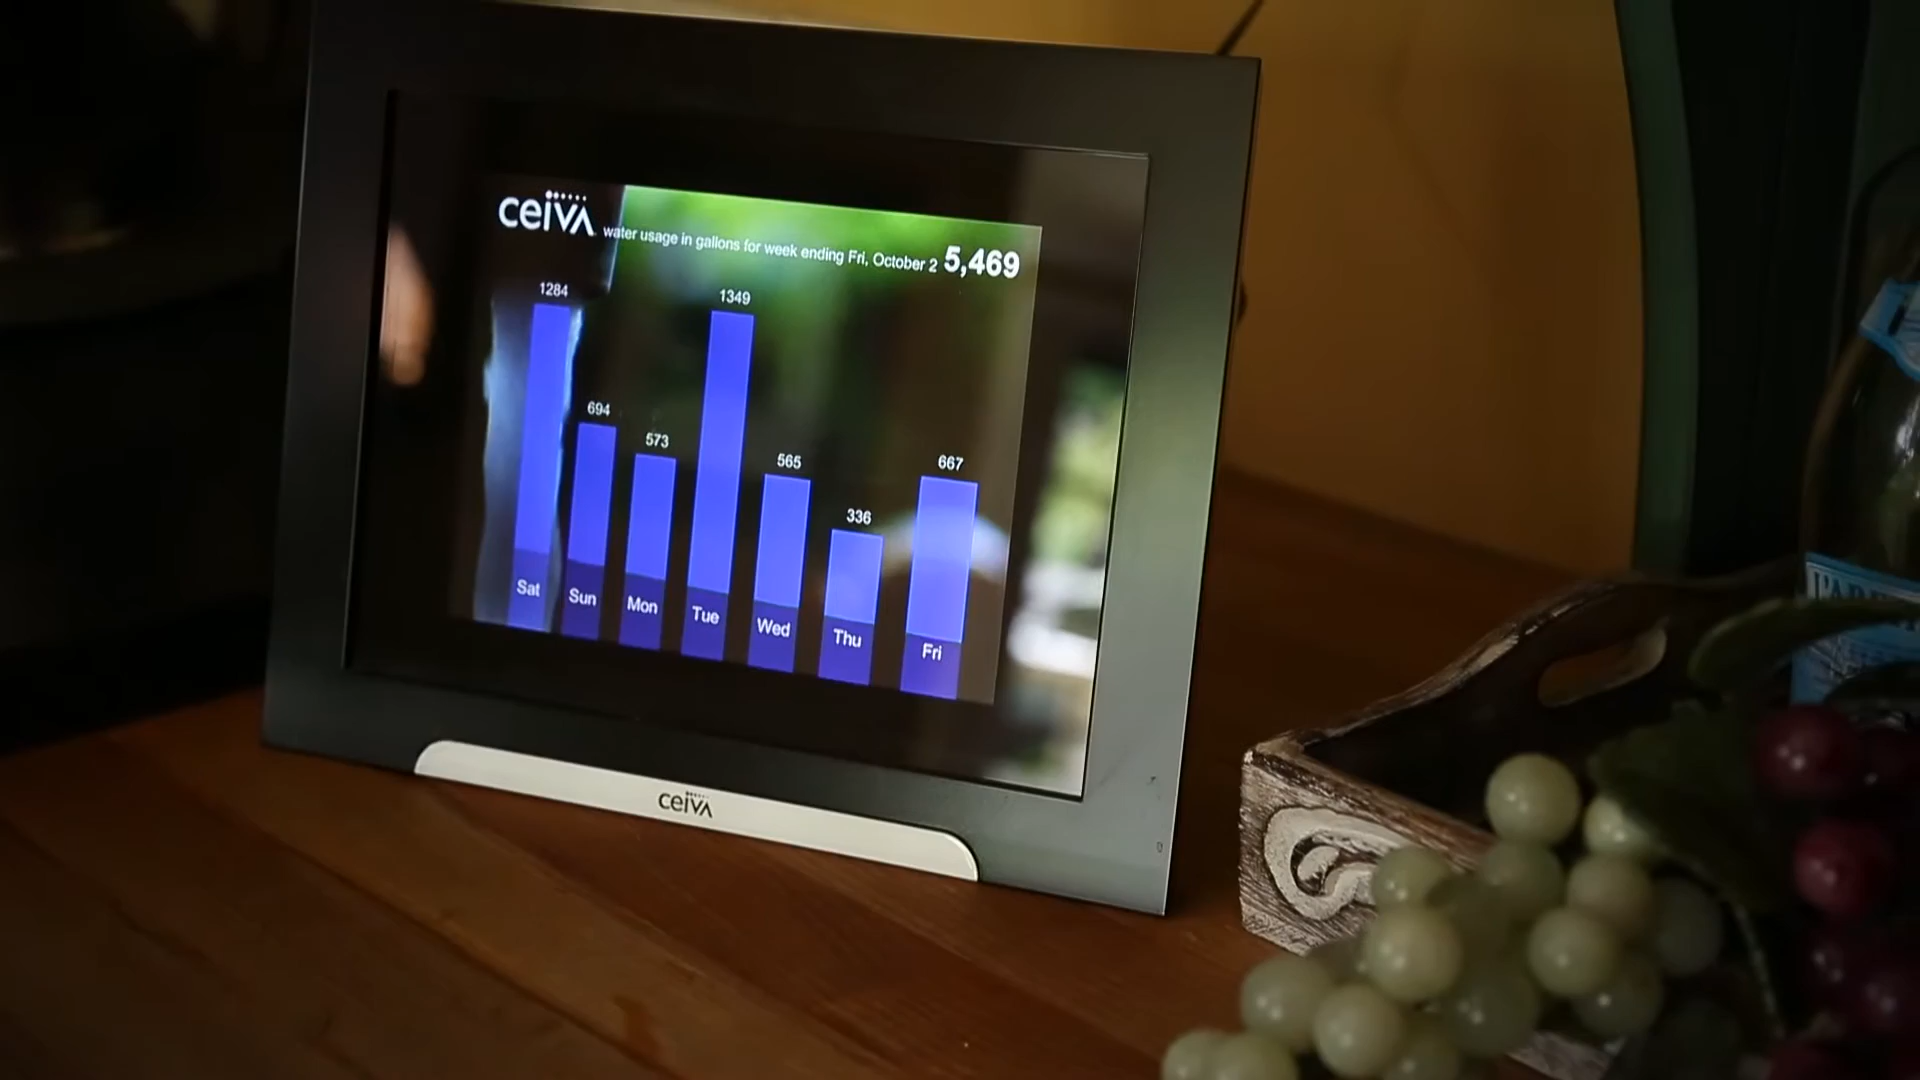 ceivA
water usage in gallons for week ending Fri, October 2 5,469
1284
694
573
1349
565
336
667
Sat
Sun
Mon
Tue
Wed
Thu
Fri
ceivA